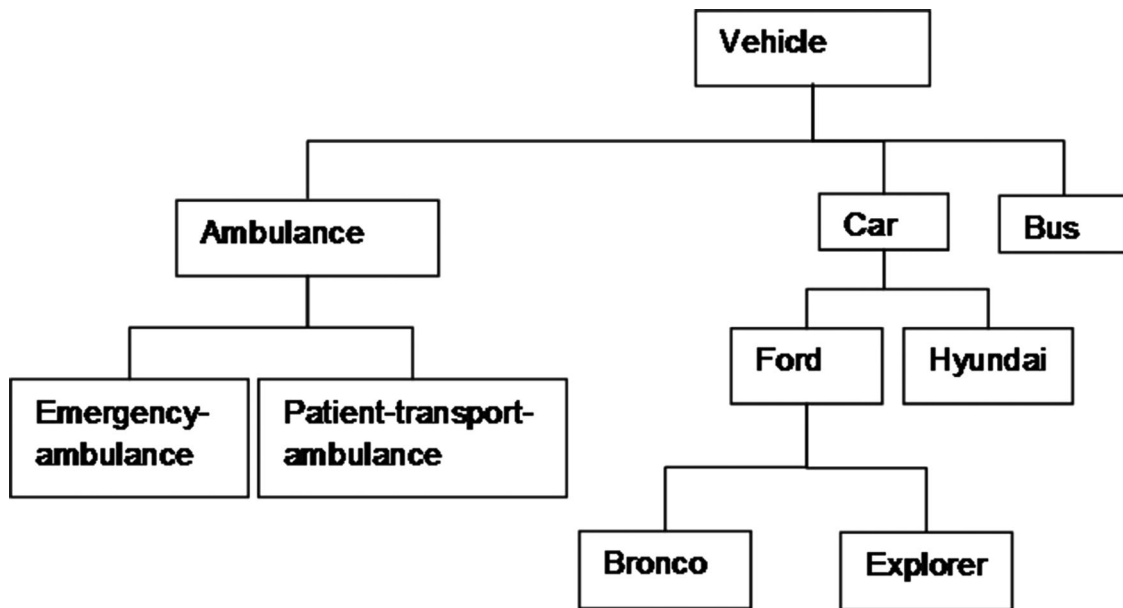 Vehicle
Ambulance
Car
Bus
Ford
Hyundai
Emergency-
ambulance
Patient-transport-
ambulance
Bronco
Explorer